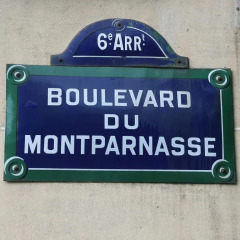 6e ARRt
BOULEVARD
DU
MONTPARNASSE